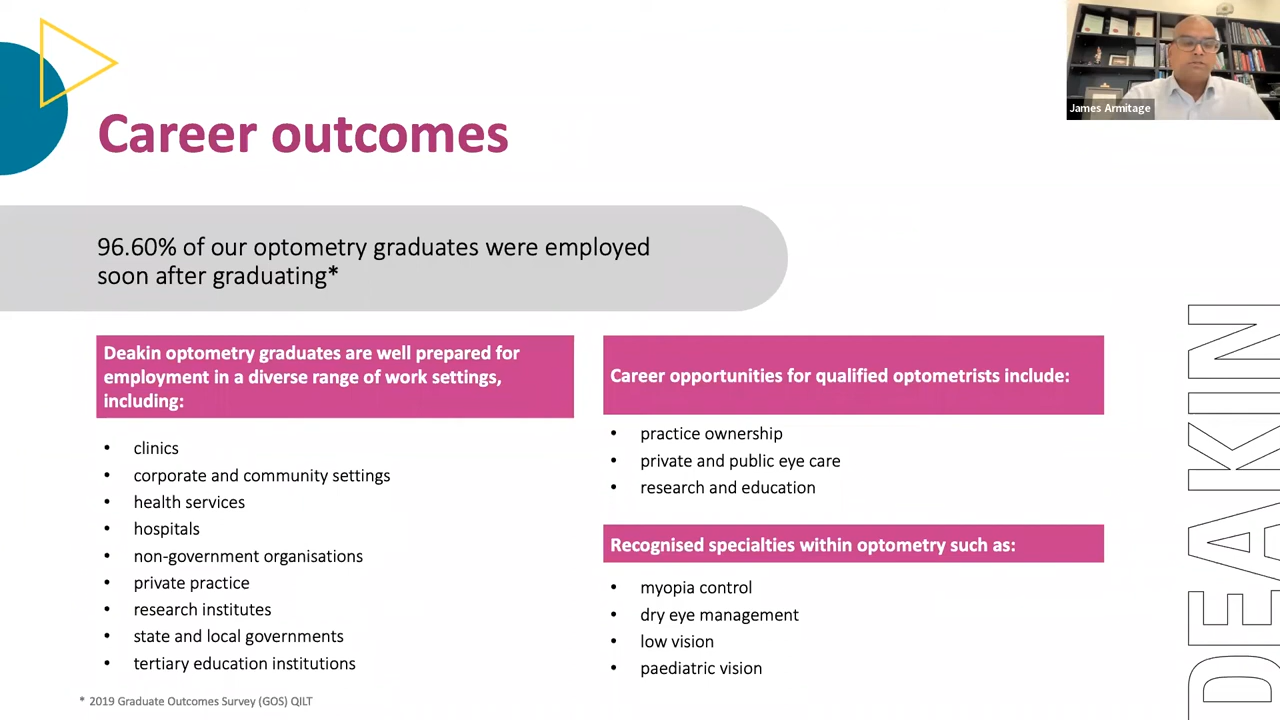 James Armitage
Career outcomes
96.60% of our optometry graduates were employed
soon after graduating*
Deakin optometry graduates are well prepared for
employment in a diverse range of work settings,
including:
• clinics
• corporate and community settings
• health services
• hospitals
• non-government organisations
• private practice
• research institutes
• state and local governments
• tertiary education institutions
Career opportunities for qualified optometrists include:
• practice ownership
• private and public eye care
• research and education
Recognised specialties within optometry such as:
• myopia control
• dry eye management
• low vision
• paediatric vision
* 2019 Graduate Outcomes Survey (GOS) QILT
DEAKIN